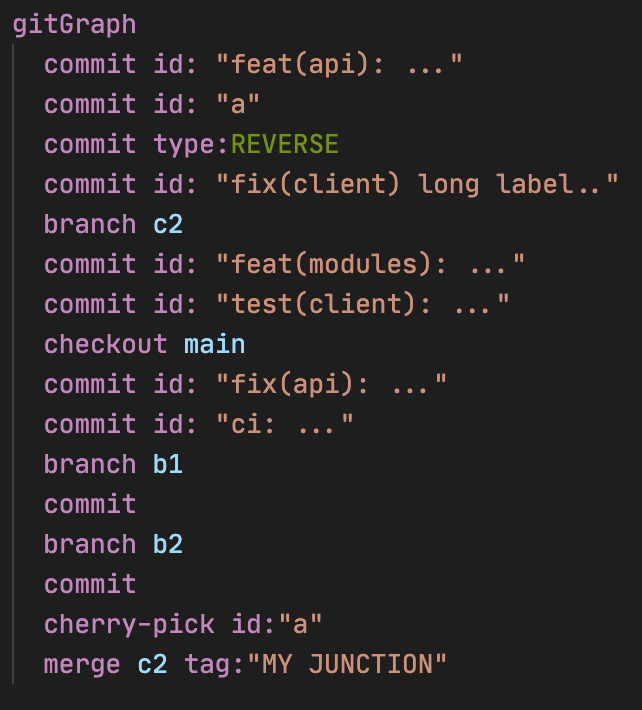 gitGraph
commit id: "feat(api): ..."
commit id: "a"
commit type:REVERSE
commit id: "fix(client) long label.."
branch c2
commit id: "feat(modules): ..."
commit id: "test(client): ..."
checkout main
commit id: "fix(api): ..."
commit id: "ci: ..."
branch b1
commit
branch b2
commit
cherry-pick id:"a"
merge c2 tag:"MY JUNCTION"